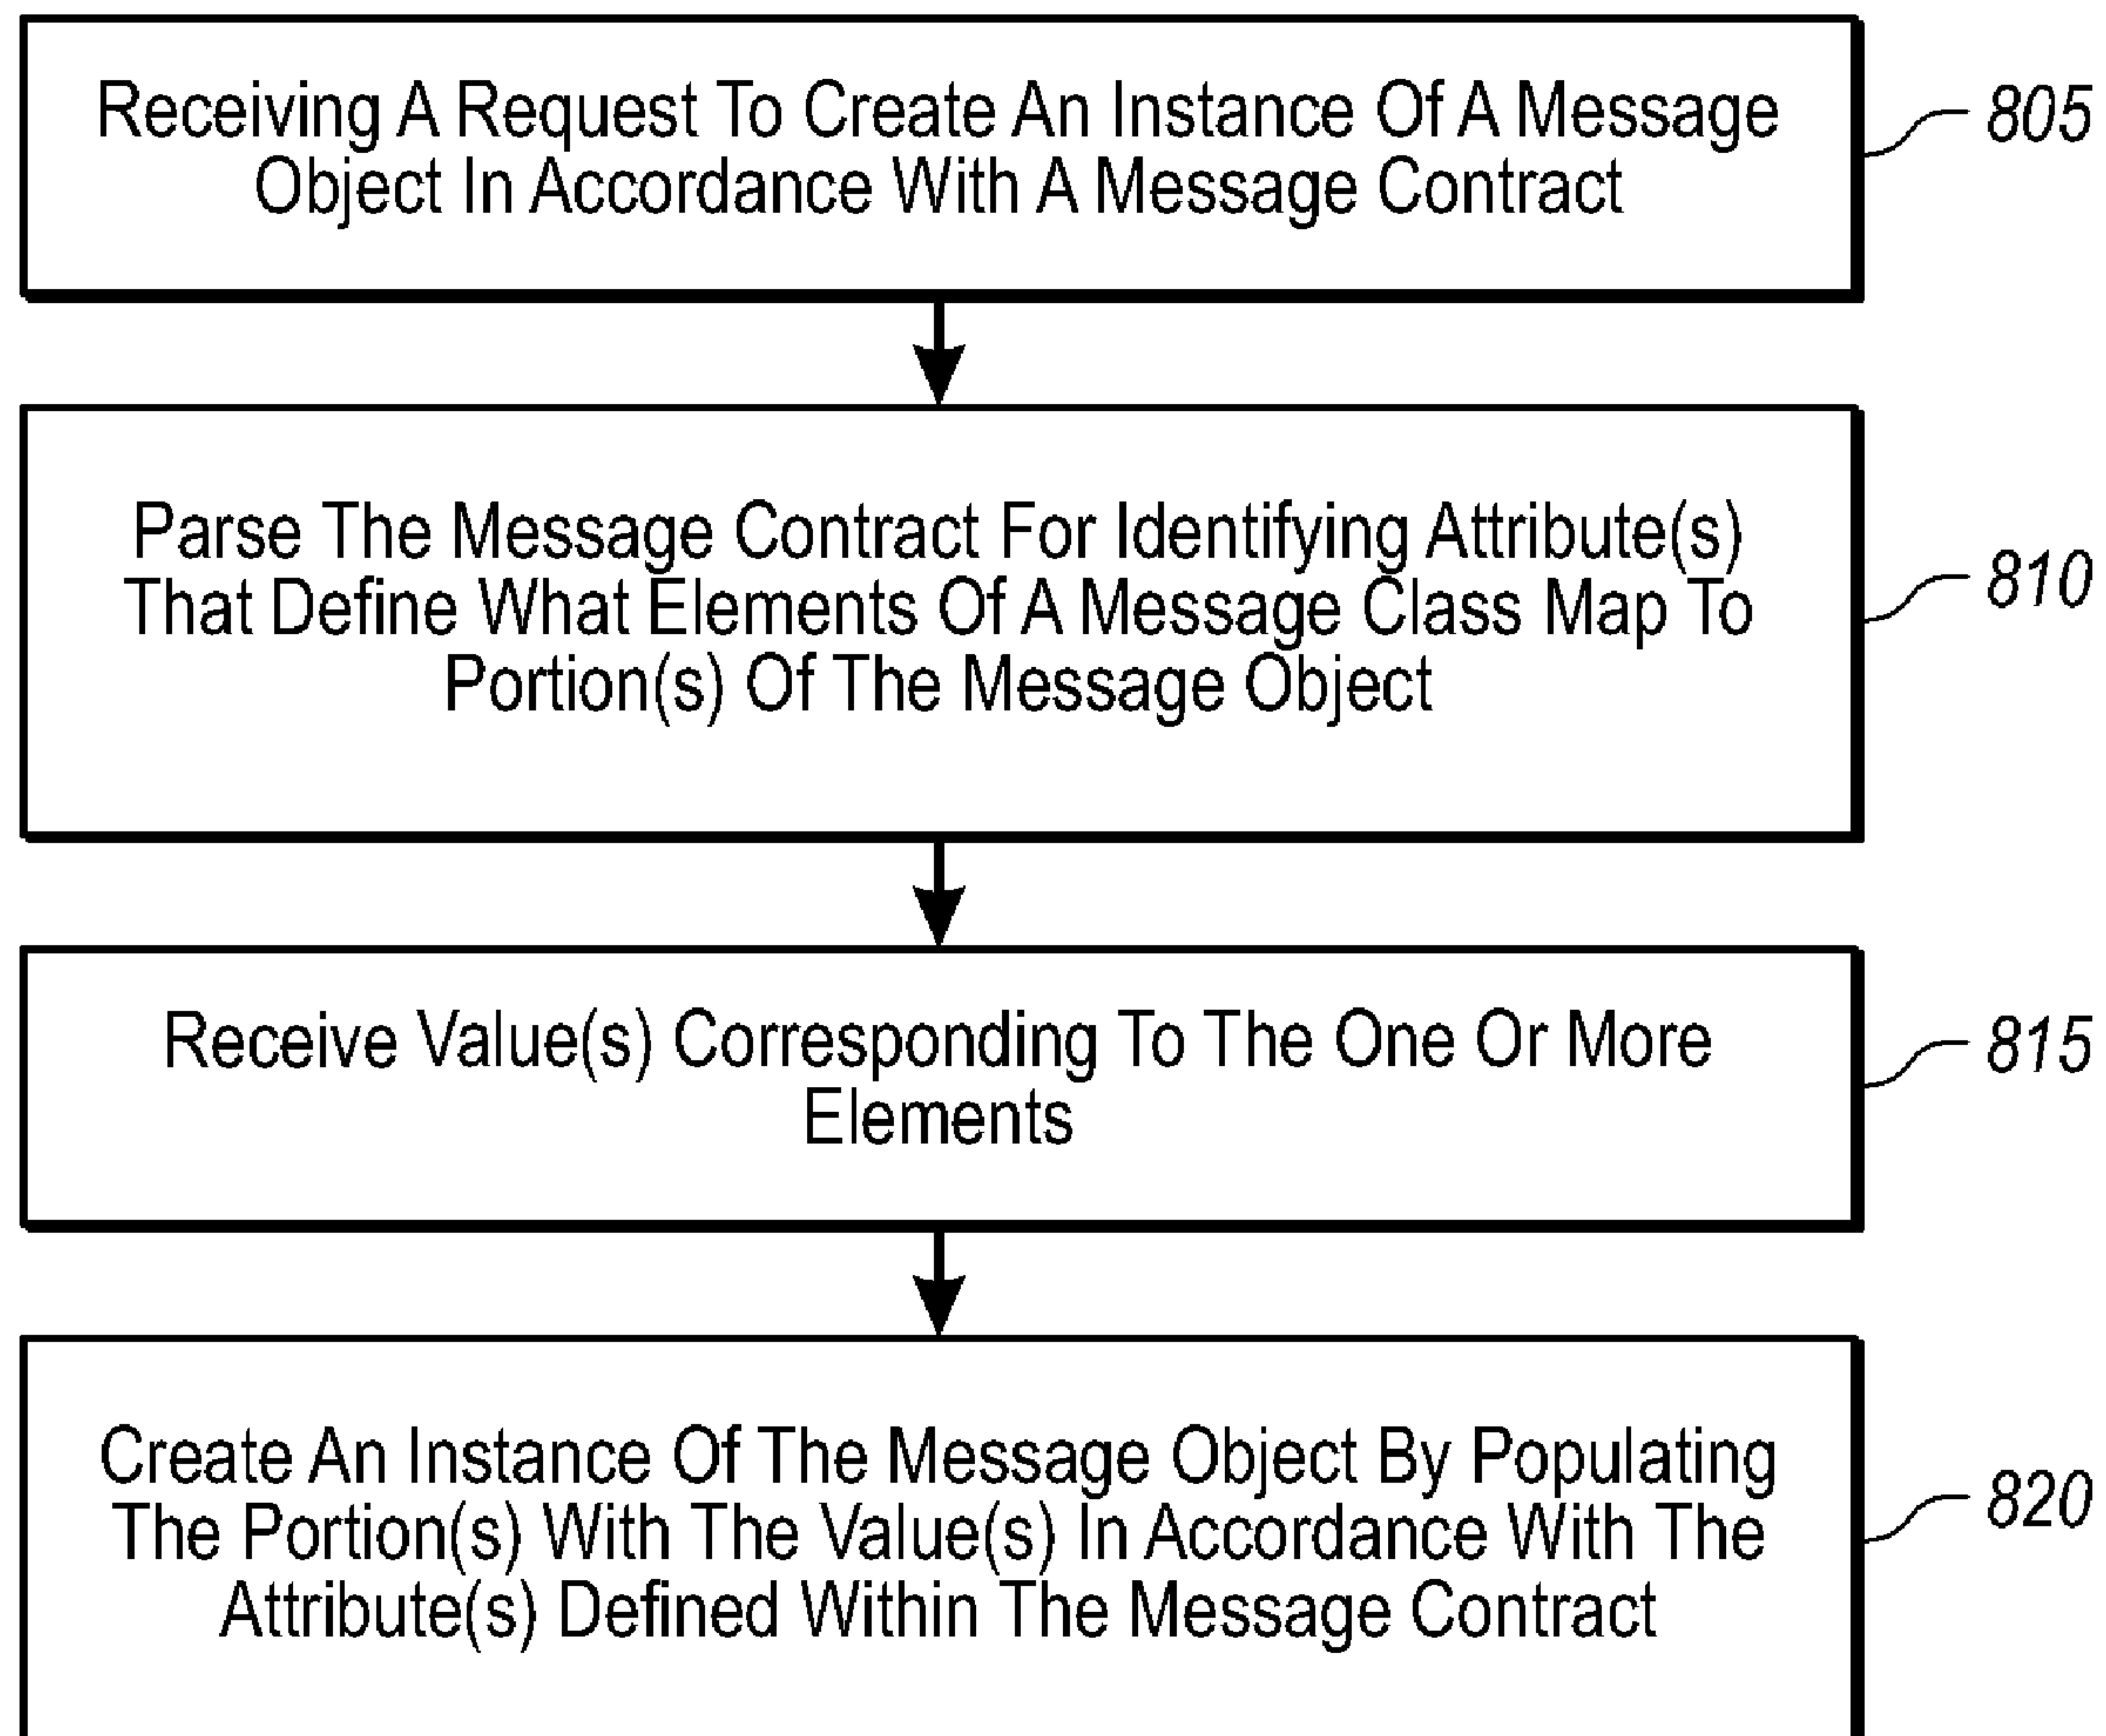 Receiving A Request To Create An Instance Of A Message
Object In Accordance With A Message Contract
805
Parse The Message Contract For Identifying Attribute(s)
That Define What Elements Of A Message Class Map To
Portion(s) Of The Message Object
810
Receive Value(s) Corresponding To The One Or More
Elements
815
Create An Instance Of The Message Object By Populating
The Portion(s) With The Value(s) In Accordance With The
Attribute(s) Defined Within The Message Contract
820